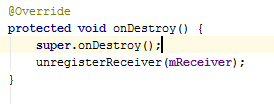 @Override
protected void onDestroy() {
    super.onDestroy();
    unregisterReceiver(mReceiver);
}